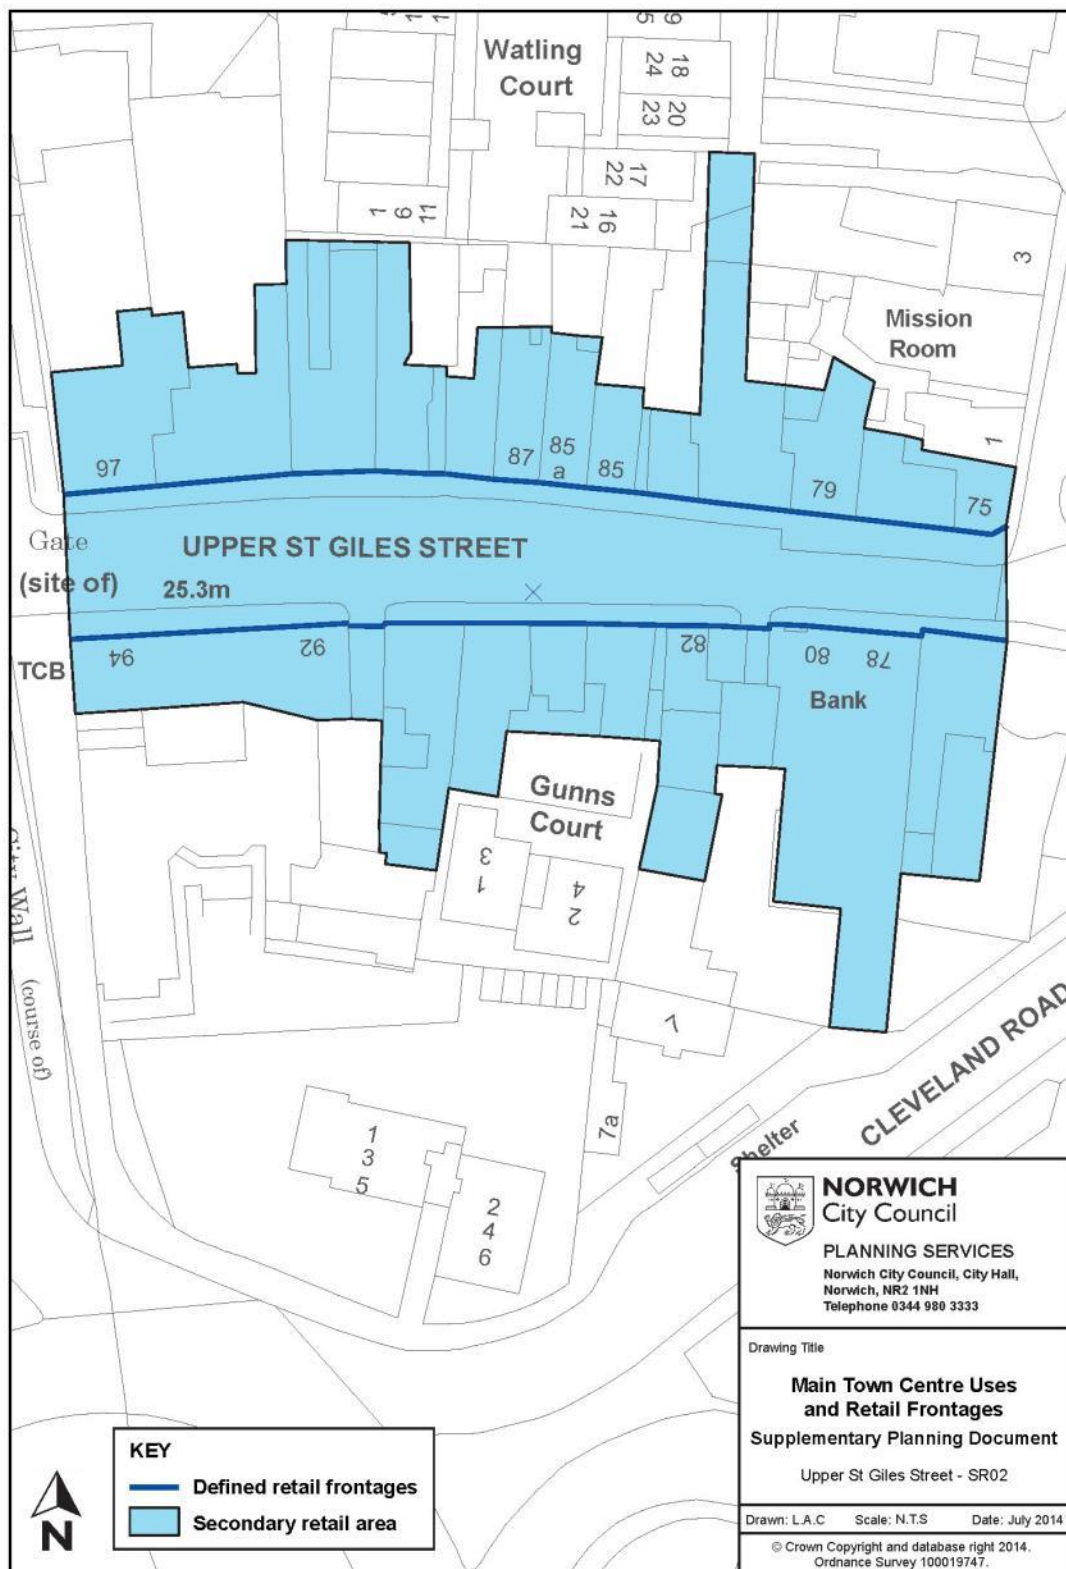 Watling
Court
9
5
18
24
20
23
17
22
16
21
1
9
11
3
Mission
Room
1
97
87
85
a
85
79
75
Gate
(site of)
UPPER ST GILES STREET
25.3m
TCB
94
92
82
80
78
Bank
Gunns
Court
3
1
4
2
City Wall
(course of)
7
7a
Shelter
CLEVELAND ROAD
1
3
5
2
4
6
NORWICH
City Council
PLANNING SERVICES
Norwich City Council, City Hall,
Norwich, NR2 1NH
Telephone 0344 980 3333
Drawing Title
Main Town Centre Uses
and Retail Frontages
Supplementary Planning Document
Upper St Giles Street - SR02
Drawn: L.A.C Scale: N.T.S Date: July 2014
© Crown Copyright and database right 2014.
Ordnance Survey 100019747.
KEY
Defined retail frontages
Secondary retail area
N